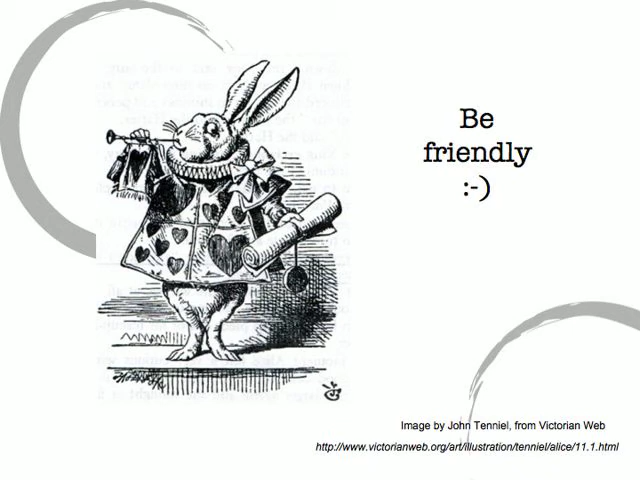 Be
friendly
:-)
Image by John Tenniel, from Victorian Web
http://www.victorianweb.org/art/illustration/tenniel/alice/11.1.html